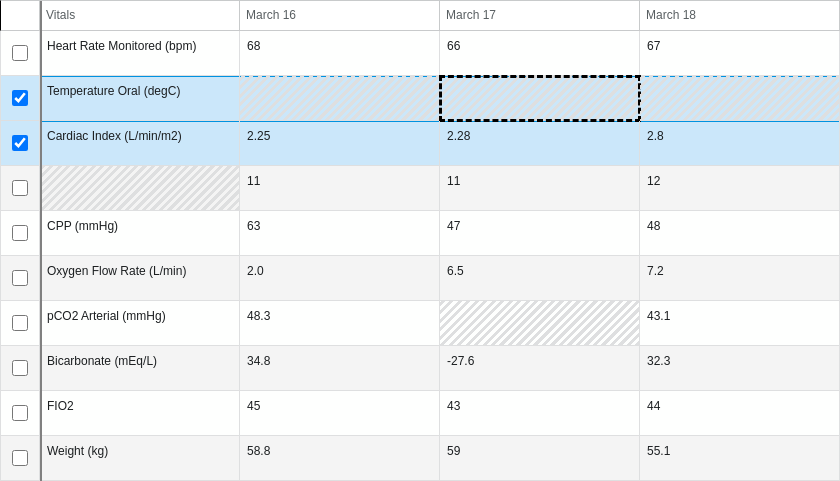 Vitals March 16 March 17 March 18
Heart Rate Monitored (bpm) 68 66 67
Temperature Oral (degC)
Cardiac Index (L/min/m2) 2.25 2.28 2.8
11 11 12
CPP (mmHg) 63 47 48
Oxygen Flow Rate (L/min) 2.0 6.5 7.2
pCO2 Arterial (mmHg) 48.3 43.1
Bicarbonate (mEq/L) 34.8 -27.6 32.3
FIO2 45 43 44
Weight (kg) 58.8 59 55.1